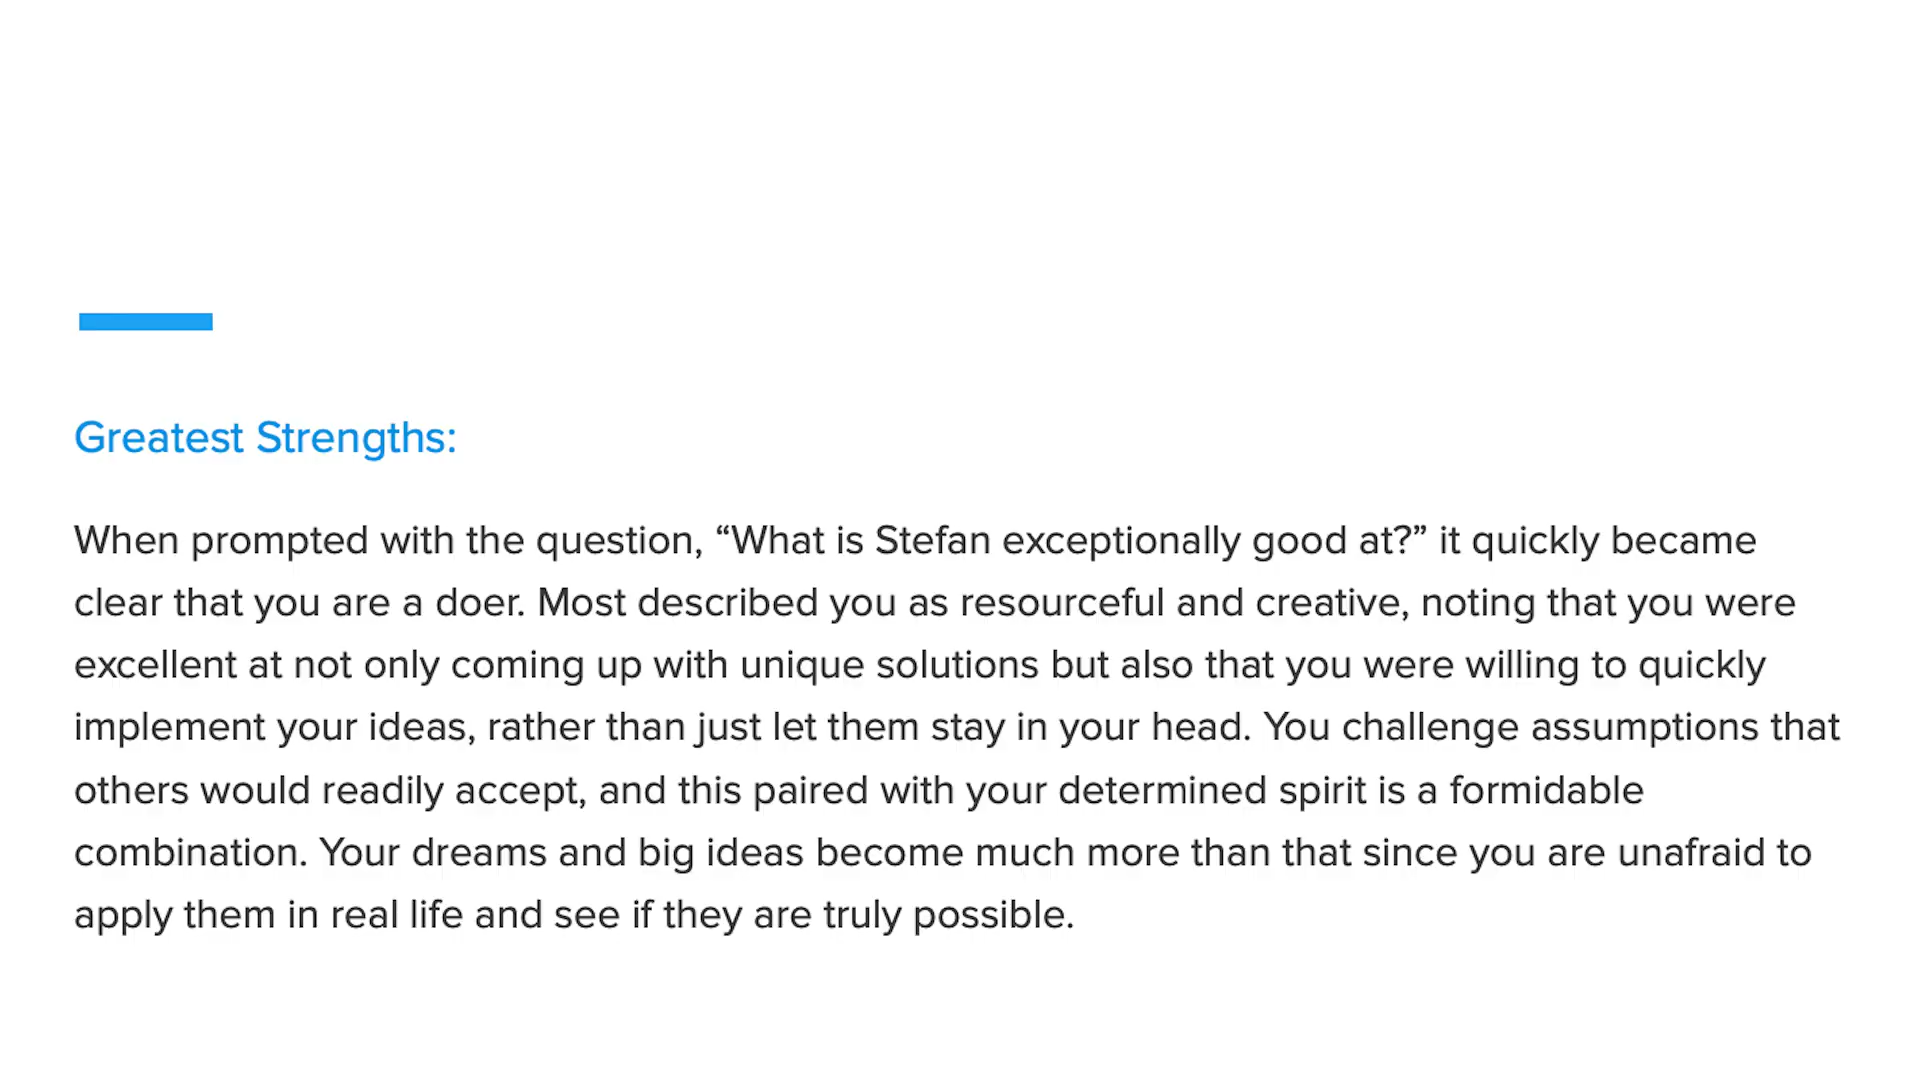 Greatest Strengths:
When prompted with the question, “What is Stefan exceptionally good at?” it quickly became
clear that you are a doer. Most described you as resourceful and creative, noting that you were
excellent at not only coming up with unique solutions but also that you were willing to quickly
implement your ideas, rather than just let them stay in your head. You challenge assumptions that
others would readily accept, and this paired with your determined spirit is a formidable
combination. Your dreams and big ideas become much more than that since you are unafraid to
apply them in real life and see if they are truly possible.